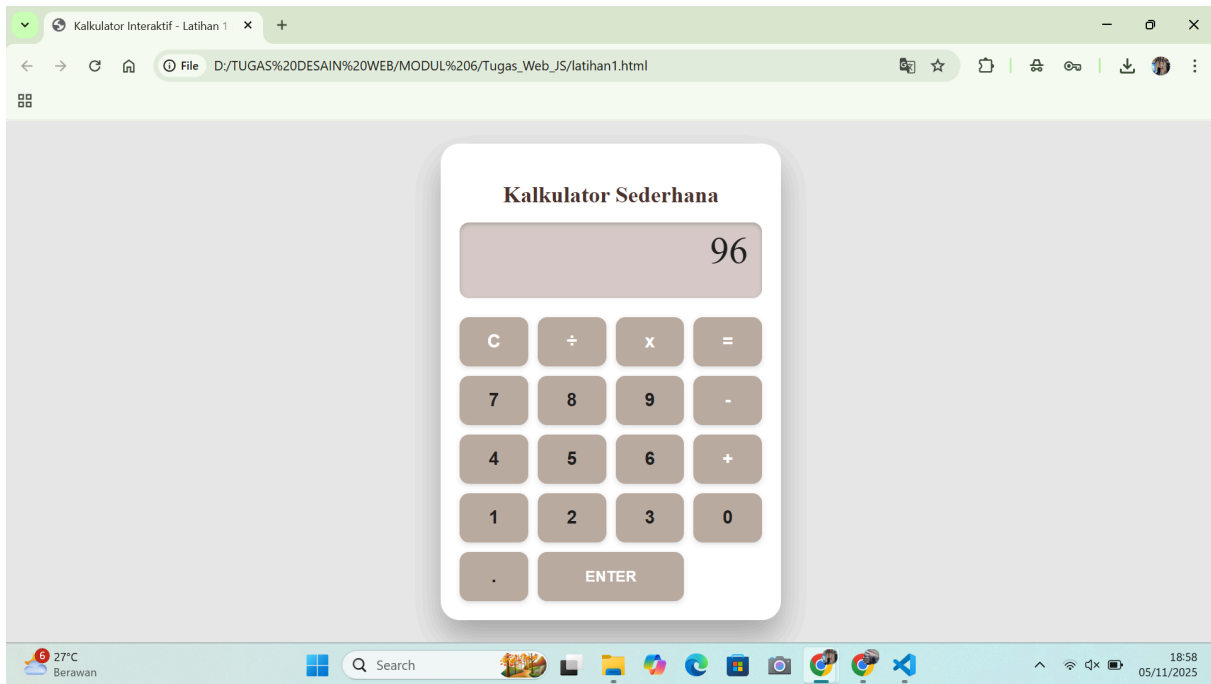 Kalkulator Interaktif - Latihan 1
File
D:/TUGAS%20DESAIN%20WEB/MODUL%206/Tugas_Web_JS/latihan1.html
Kalkulator Sederhana
96
C ÷ x =
7 8 9 -
4 5 6 +
1 2 3 0
. ENTER
6
27°C
Berawan
Search
18:58
05/11/2025